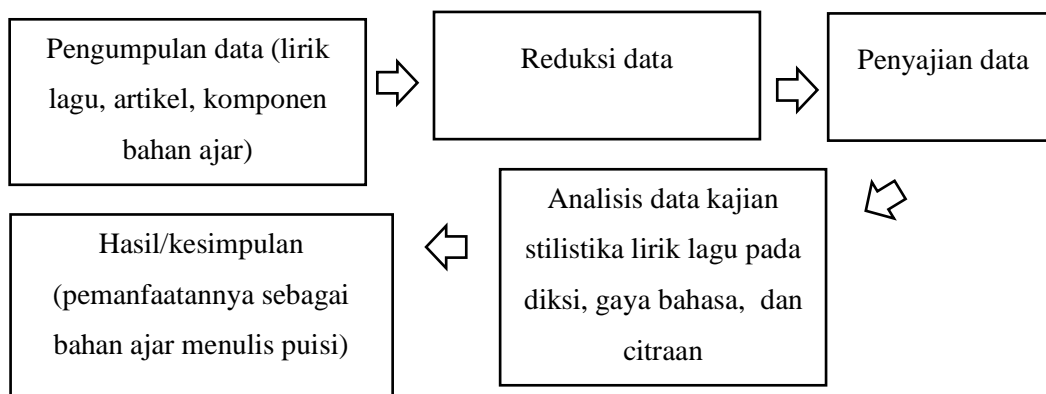 Pengumpulan data (lirik
lagu, artikel, komponen
bahan ajar)
Reduksi data
Penyajian data
Analisis data kajian
stilistika lirik lagu pada
diksi, gaya bahasa,  dan
citraan
Hasil/kesimpulan
(pemanfaatannya sebagai
bahan ajar menulis puisi)